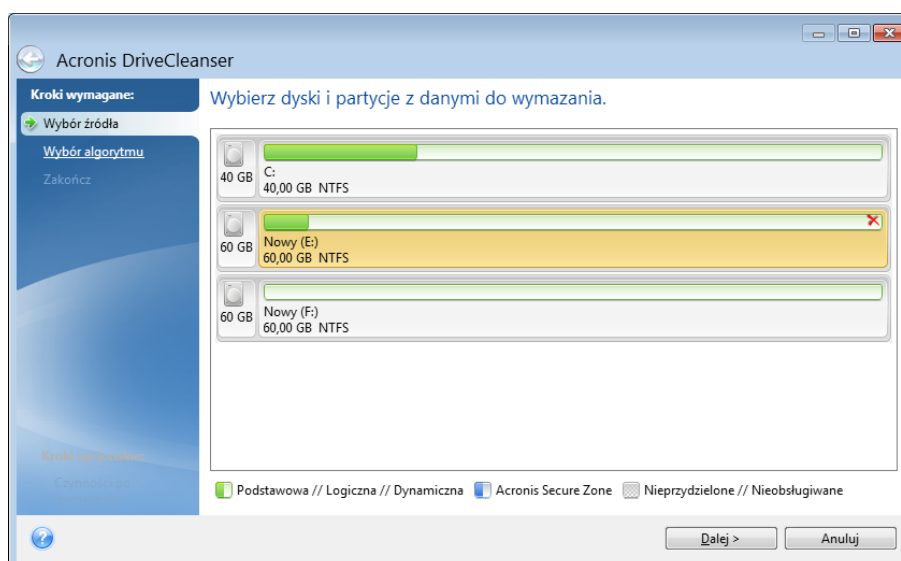 Acronis DriveCleanser
Kroki wymagane:
Wybór źródła
Wybór algorytmu
Zakończ
Wybierz dyski i partycje z danymi do wymazania.
40 GB
C:
40,00 GB NTFS
60 GB
Nowy (E:)
60,00 GB NTFS
60 GB
Nowy (F:)
60,00 GB NTFS
Czynności po
Podstawowa // Logiczna // Dynamiczna Acronis Secure Zone Nieprzydzielone // Nieobsługiwane
Dalej > Anuluj